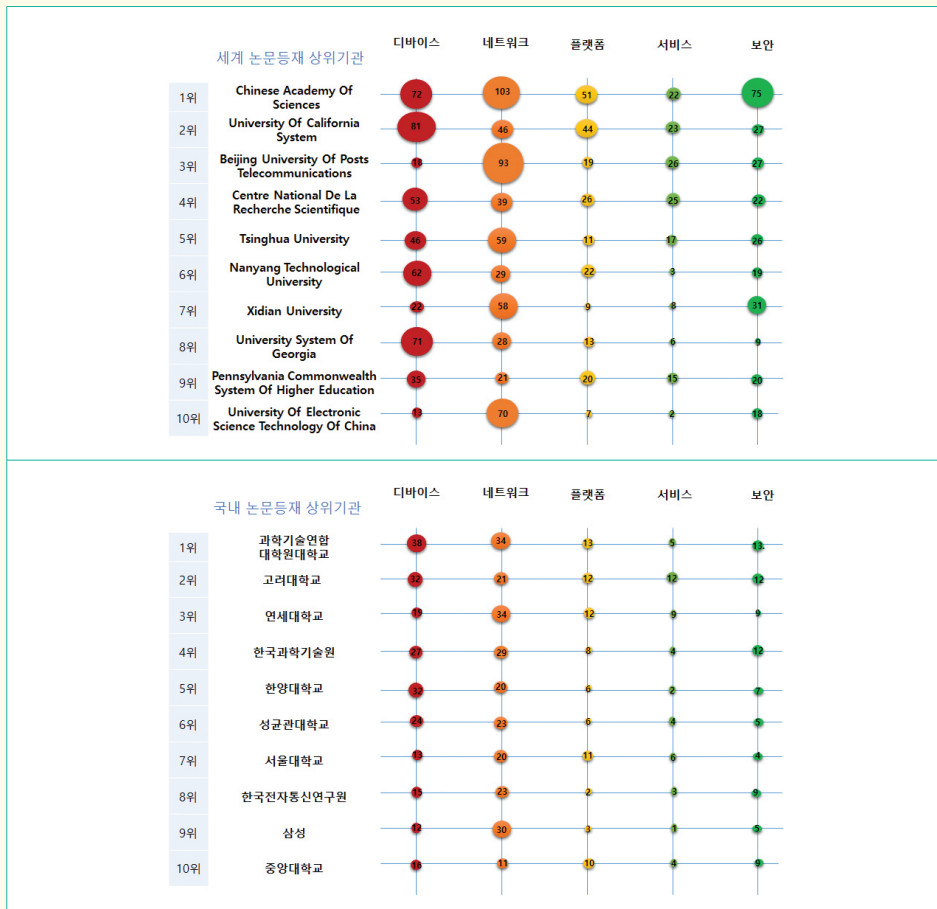 세계 논문등재 상위기관
디바이스 네트워크 플랫폼 서비스 보안
1위 Chinese Academy Of Sciences 72 103 51 22 75
2위 University Of California System 81 46 44 23 27
3위 Beijing University Of Posts Telecommunications 18 93 19 26 27
4위 Centre National De La Recherche Scientifique 53 39 26 25 22
5위 Tsinghua University 46 59 11 17 26
6위 Nanyang Technological University 62 29 22 3 19
7위 Xidian University 22 58 9 8 31
8위 University System Of Georgia 71 28 13 6 9
9위 Pennsylvania Commonwealth System Of Higher Education 35 21 20 15 20
10위 University Of Electronic Science Technology Of China 13 70 7 2 18
국내 논문등재 상위기관
디바이스 네트워크 플랫폼 서비스 보안
1위 과학기술연합 대학원대학교 38 34 13 5 13.
2위 고려대학교 32 21 12 12 12
3위 연세대학교 19 34 12 9 9
4위 한국과학기술원 27 29 8 4 12
5위 한양대학교 32 20 6 2 7
6위 성균관대학교 24 23 6 4 5
7위 서울대학교 13 20 11 6 4
8위 한국전자통신연구원 15 23 2 3 9
9위 삼성 12 30 3 1 5
10위 중앙대학교 16 11 10 4 9